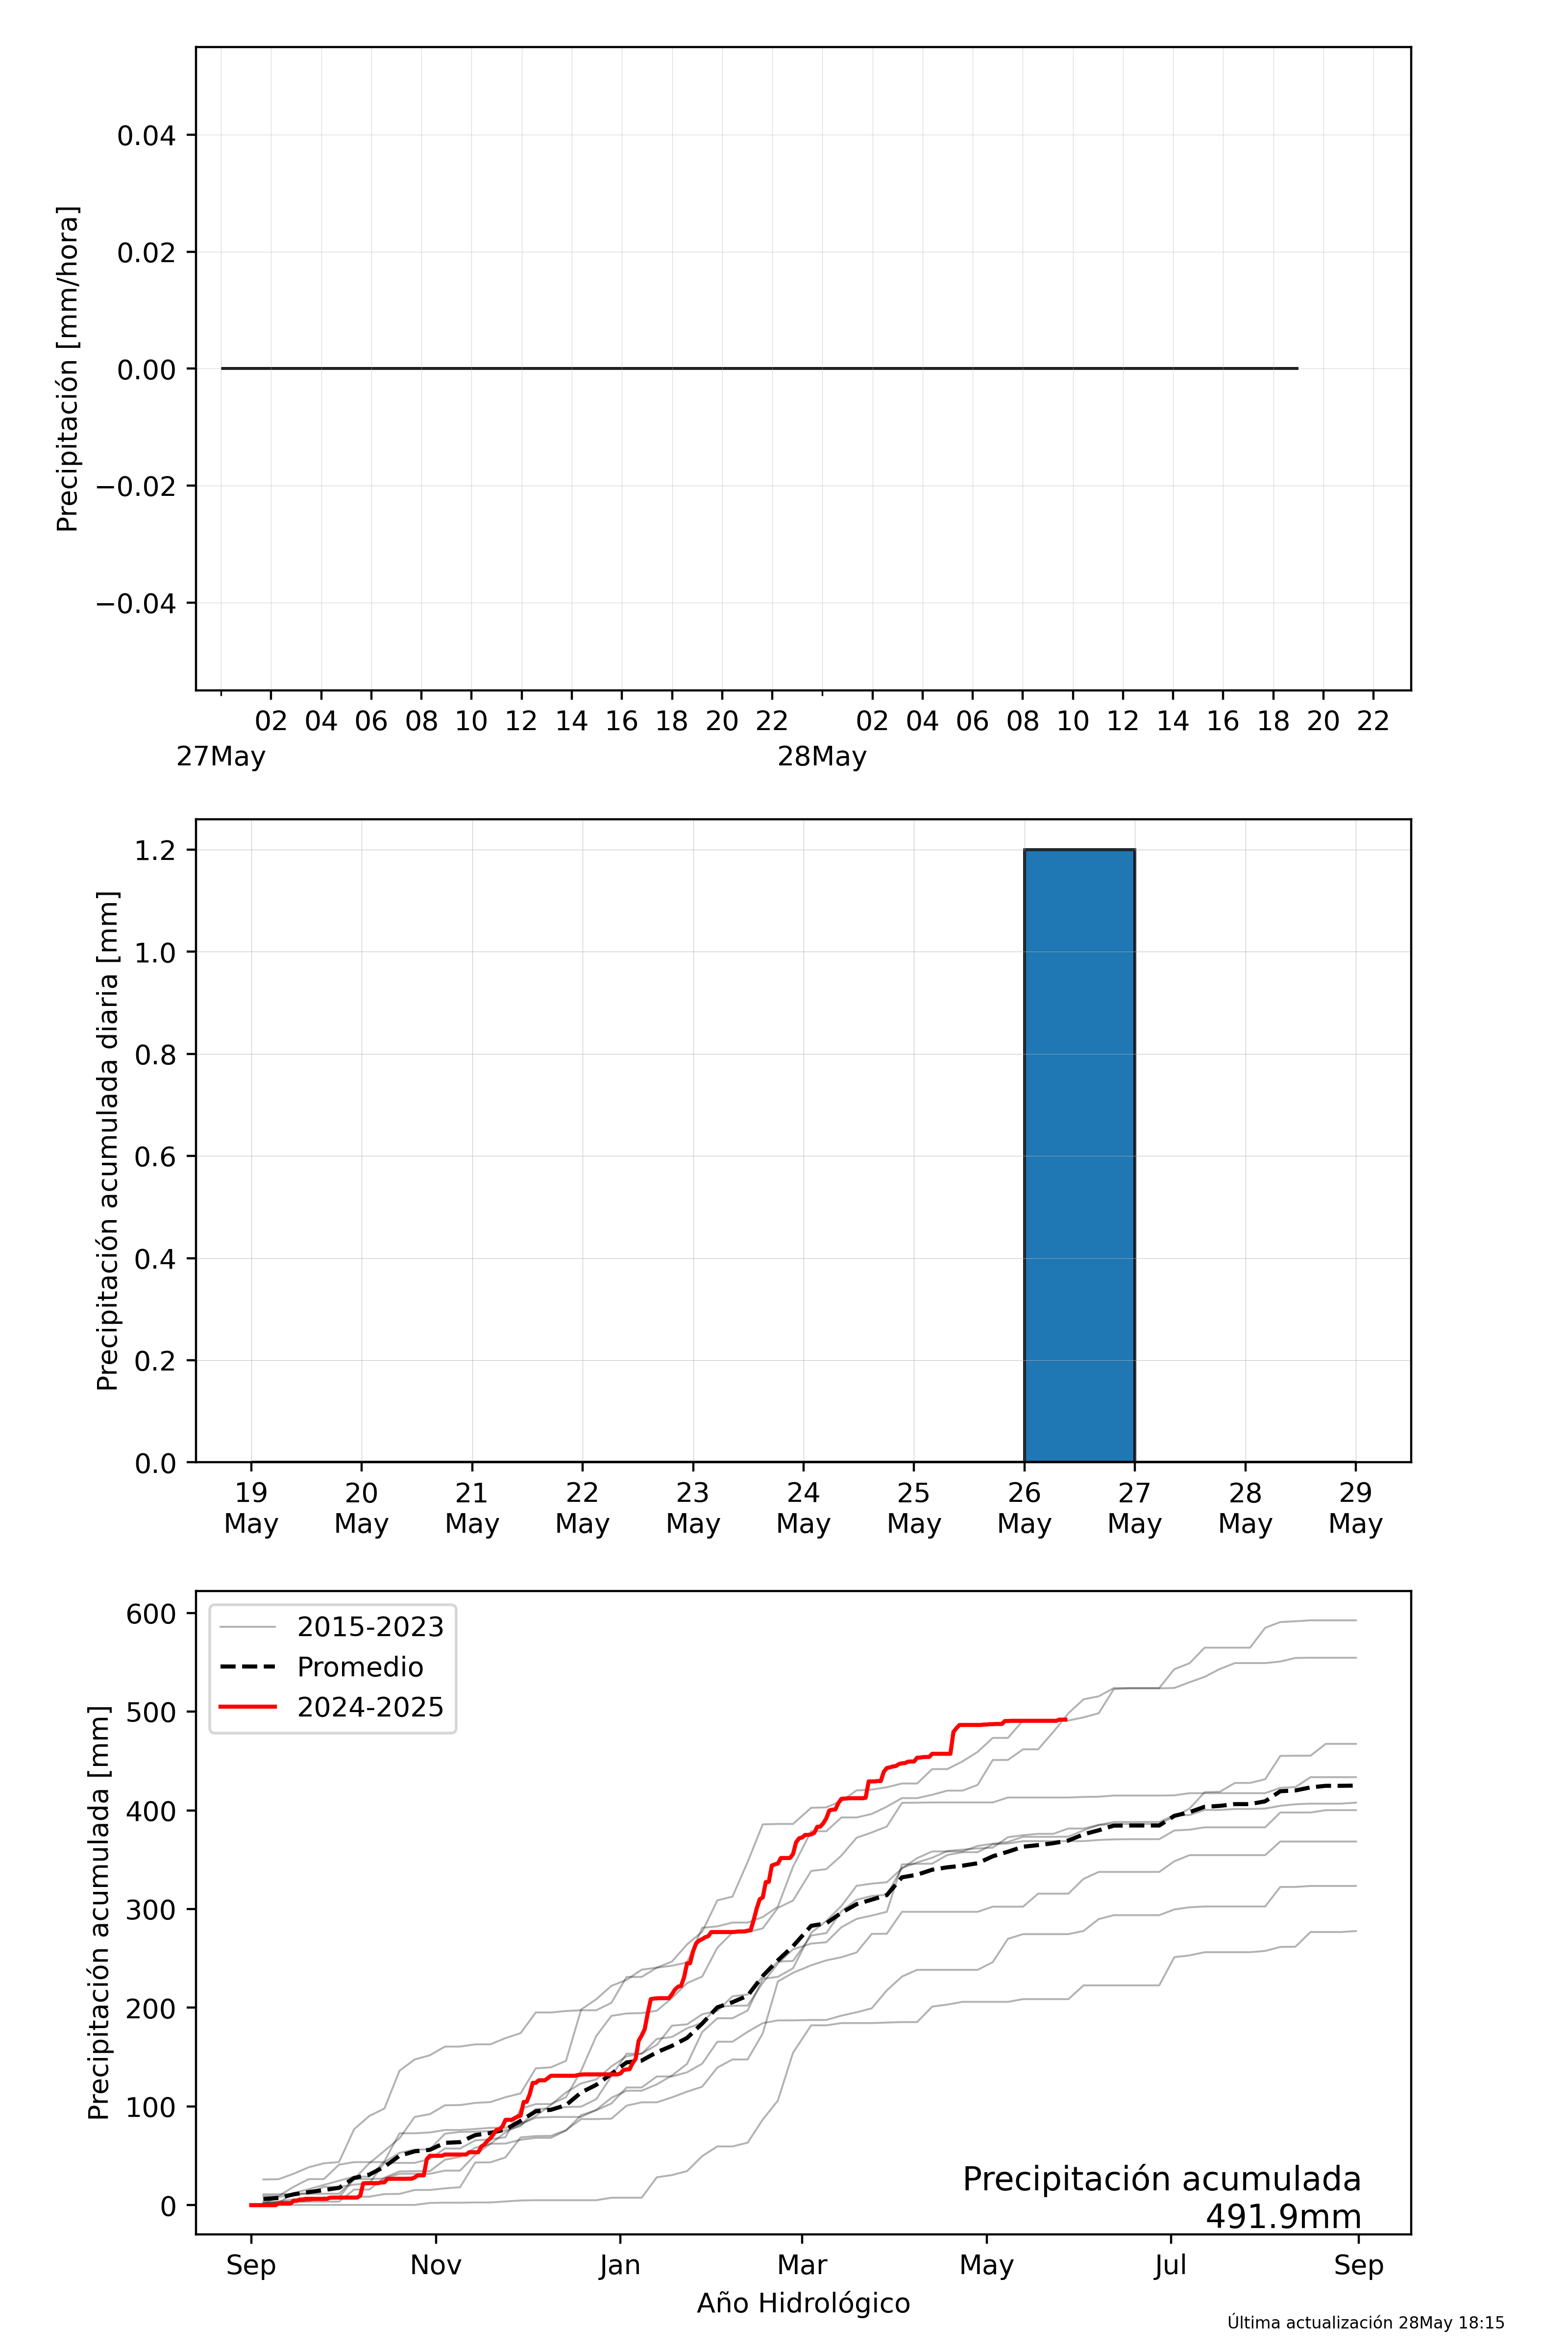 Precipitación [mm/hora]
0.04
0.02
0.00
−0.02
−0.04
02 04 06 08 10 12 14 16 18 20 22 02 04 06 08 10 12 14 16 18 20 22
27May 28May
Precipitación acumulada diaria [mm]
1.2
1.0
0.8
0.6
0.4
0.2
0.0
19 20 21 22 23 24 25 26 27 28 29
May May May May May May May May May May May
Precipitación acumulada [mm]
600
500
400
300
200
100
0
2015-2023
Promedio
2024-2025
Precipitación acumulada
491.9mm
Sep Nov Jan Mar May Jul Sep
Año Hidrológico
Última actualización 28May 18:15